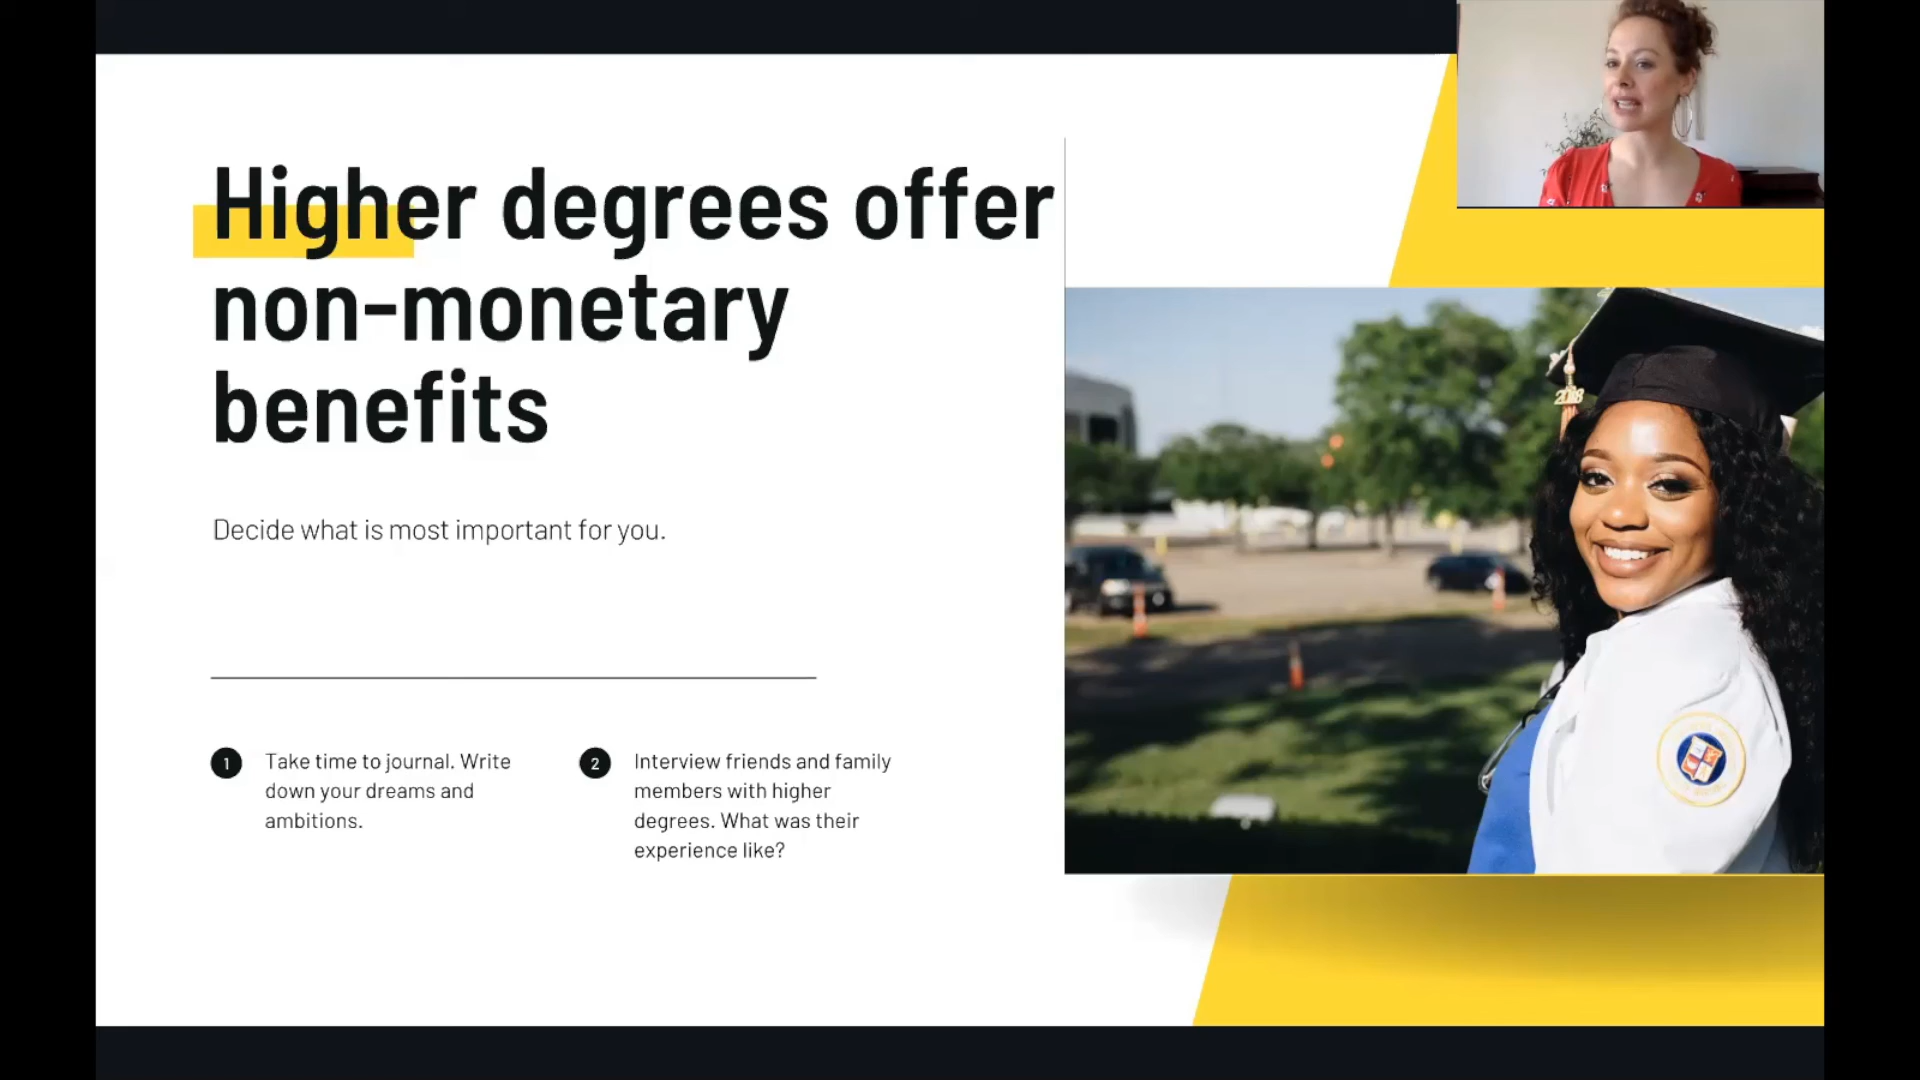 Higher degrees offer
non-monetary
benefits
Decide what is most important for you.
1
Take time to journal. Write
down your dreams and
ambitions.
2
Interview friends and family
members with higher
degrees. What was their
experience like?
2018